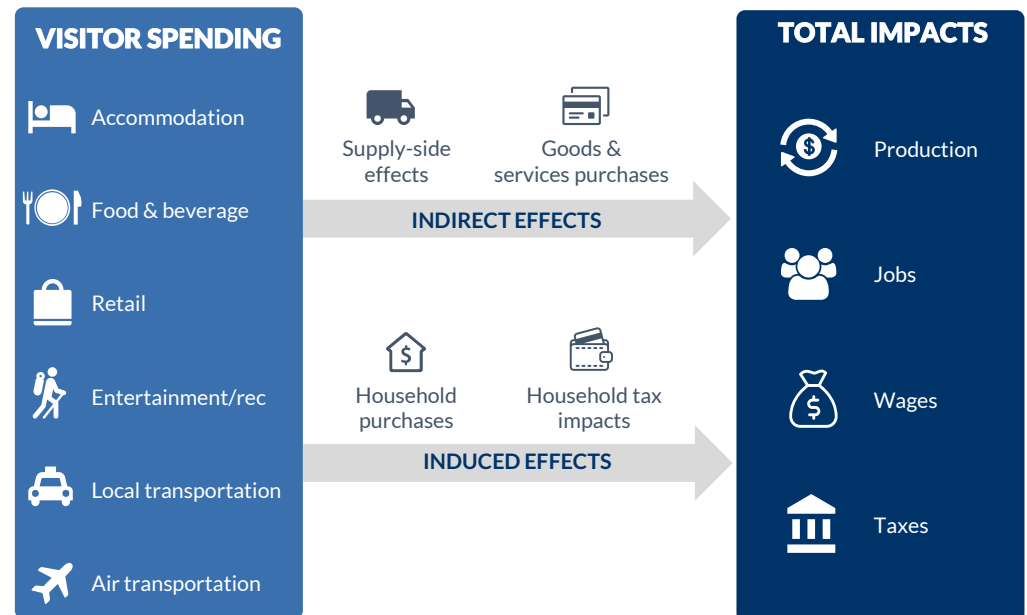 VISITOR SPENDING
Accommodation
Food & beverage
Retail
Entertainment/rec
Local transportation
Air transportation
Supply-side
effects
Goods &
services purchases
INDIRECT EFFECTS
Household
purchases
Household tax
impacts
INDUCED EFFECTS
TOTAL IMPACTS
$
Production
Jobs
$
Wages
Taxes